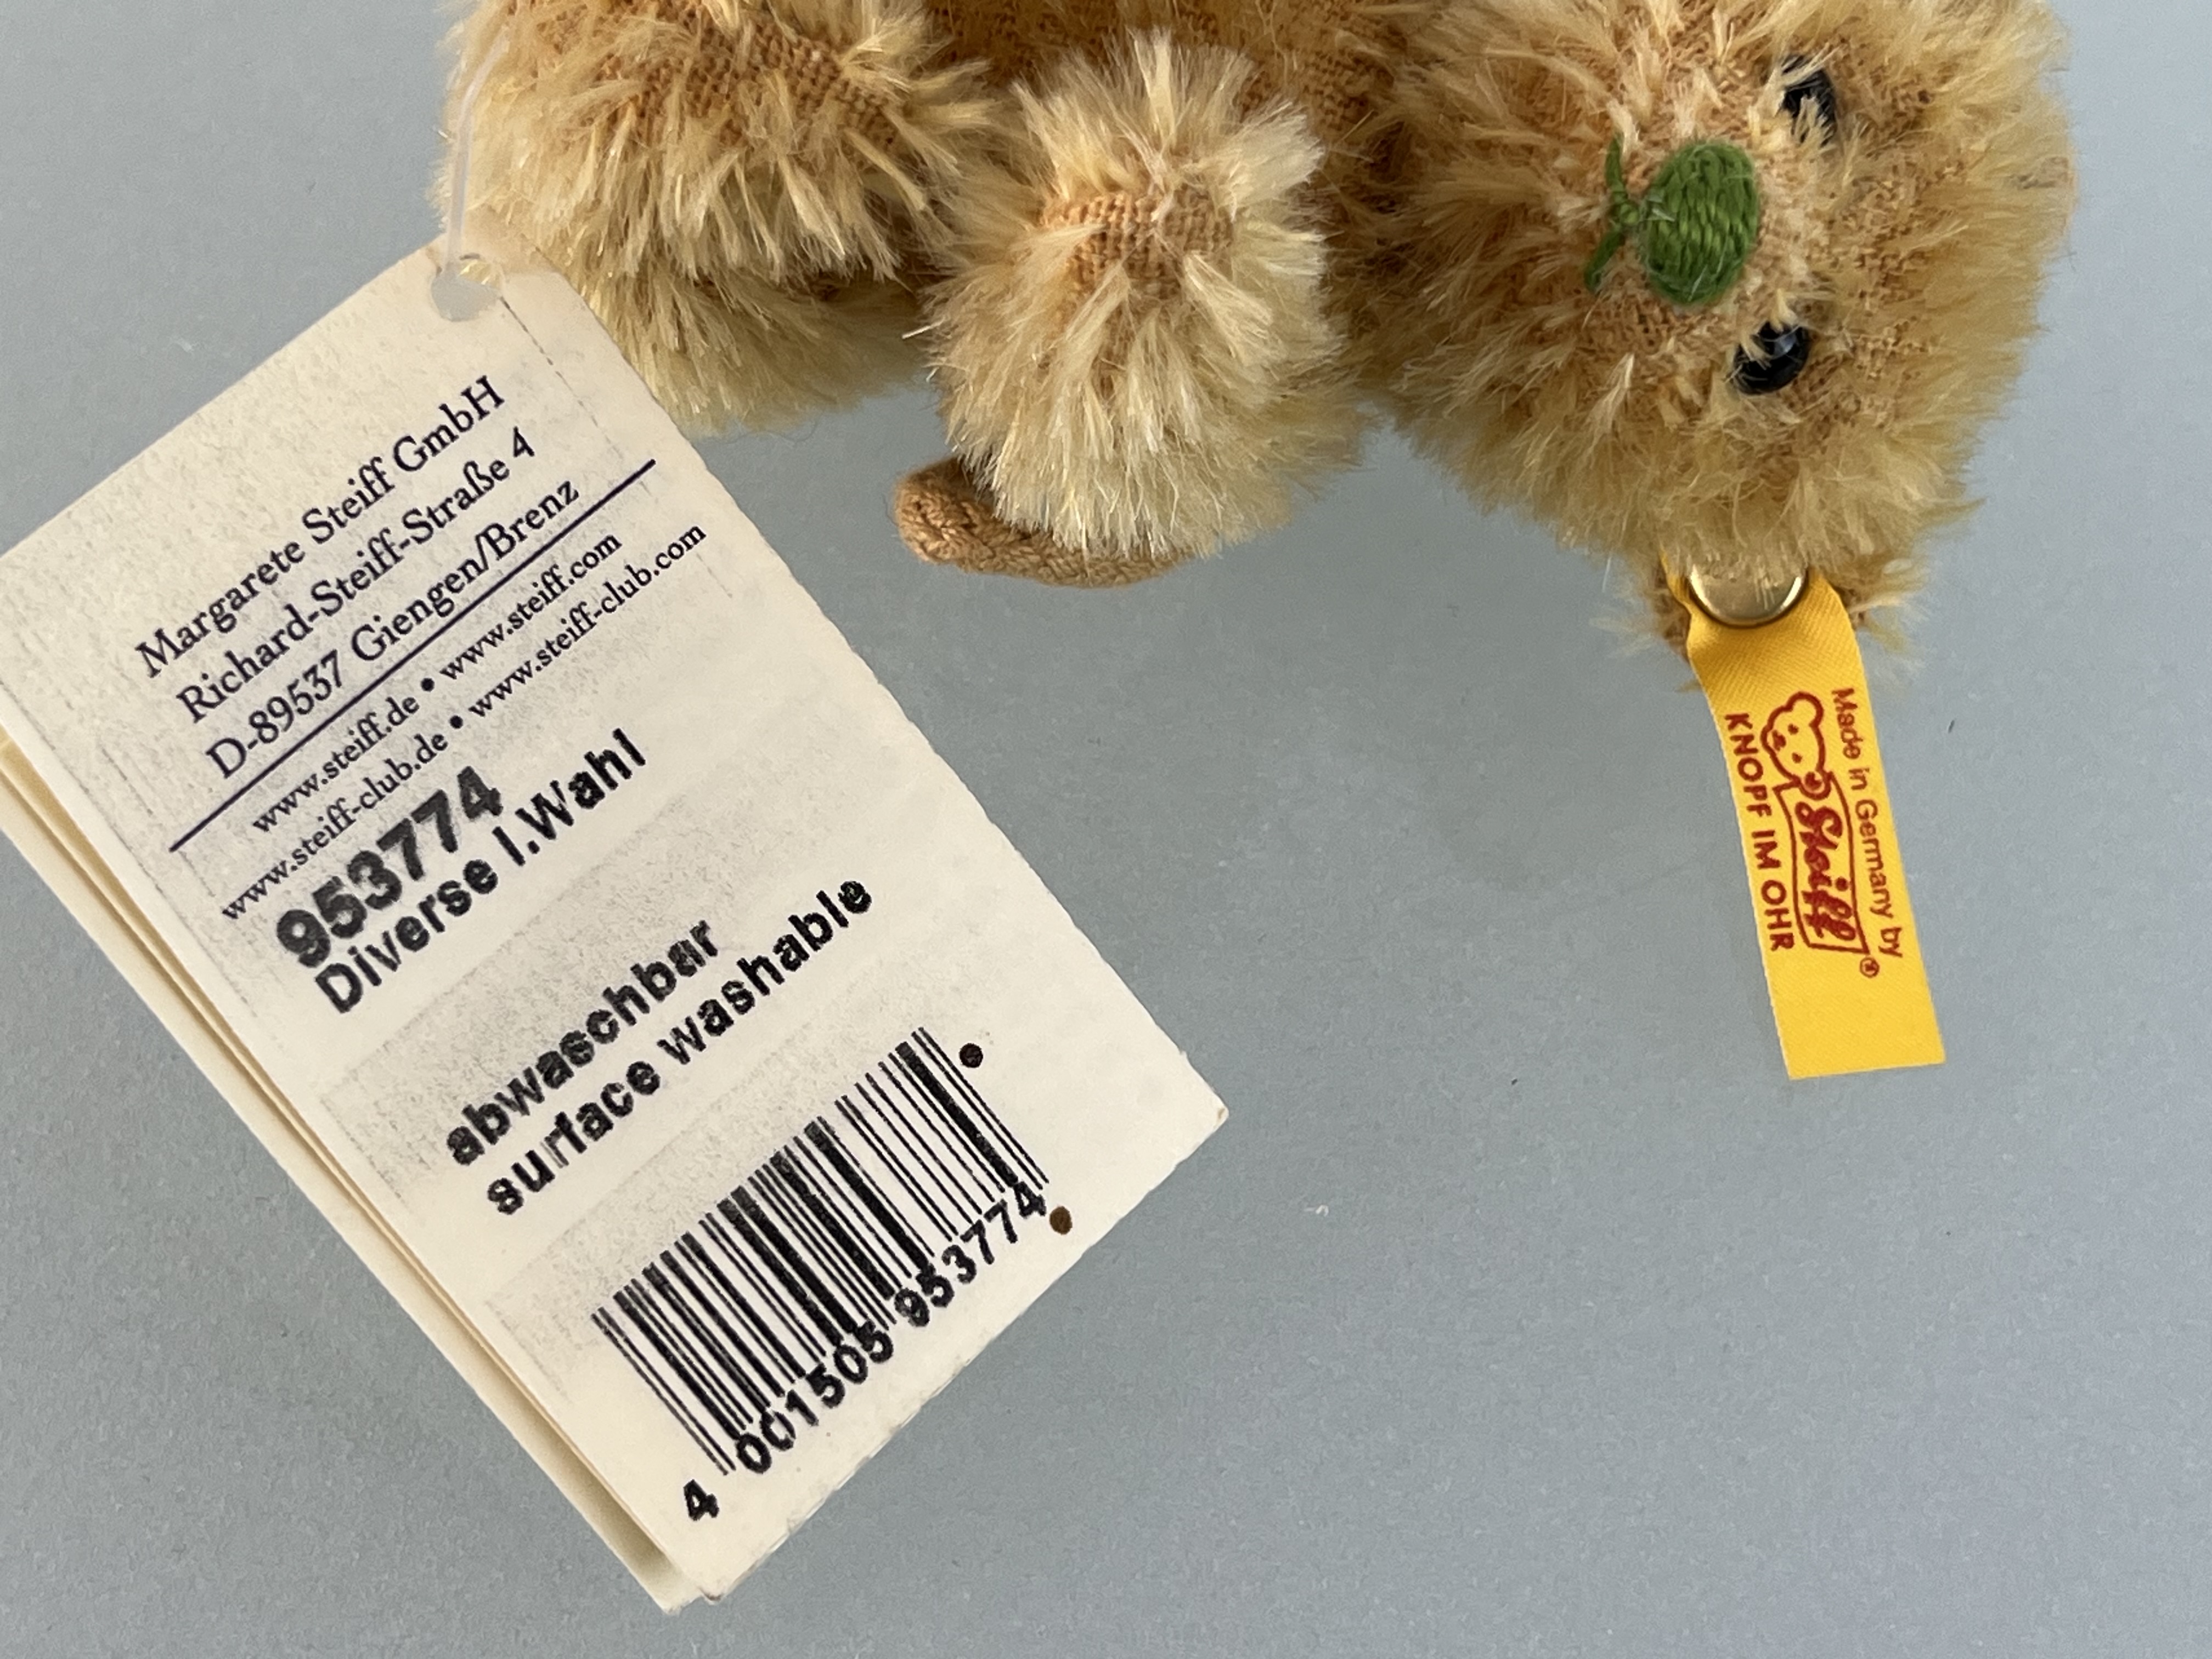 Margarete Steiff GmbH
Richard-Steiff-Straße 4
D-89537 Giengen/Brenz
www.steiff.de • www.steiff.com
www.steiff-club.de • www.steiff-club.com
953774
Diverse I.Wahl
abwaschbar
surface washable
4 001505 953774
Made in Germany by
Steiff®
KNOPF IM OHR